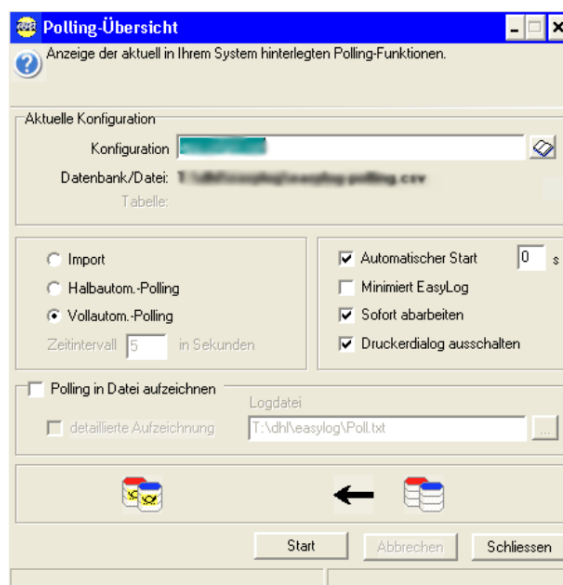 Polling-Übersicht
Anzeige der aktuell in Ihrem System hinterlegten Polling-Funktionen.
Aktuelle Konfiguration
Konfiguration
Datenbank/Datei:
Tabelle:
Import
Halbautom.-Polling
Vollautom.-Polling
Zeitintervall 5 in Sekunden
Automatischer Start 0 s
Minimiert EasyLog
Sofort abarbeiten
Druckerdialog ausschalten
Polling in Datei aufzeichnen
Logdatei
detaillierte Aufzeichnung T:\dhl\easylog\Poll.txt ...
Start Abbrechen Schliessen